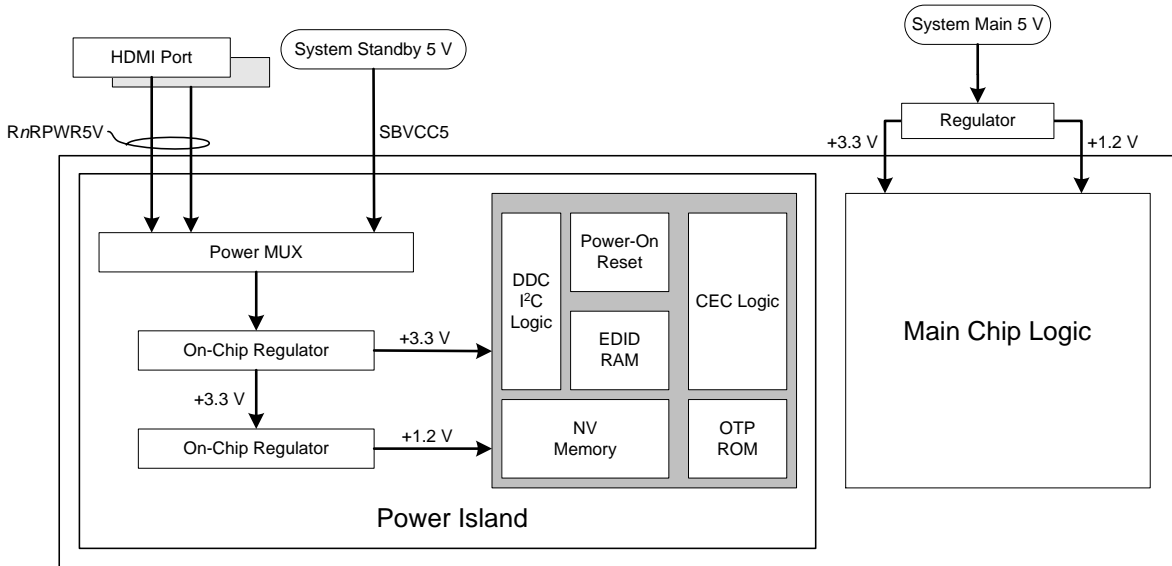 System Main 5 V
HDMI Port
System Standby 5 V
Regulator
RnRPWR5V
SBVCC5
+3.3 V
+1.2 V
Power MUX
DDC
I²C
Logic
Power-On
Reset
CEC Logic
EDID
RAM
On-Chip Regulator
+3.3 V
+3.3 V
On-Chip Regulator
+1.2 V
NV
Memory
OTP
ROM
Power Island
Main Chip Logic